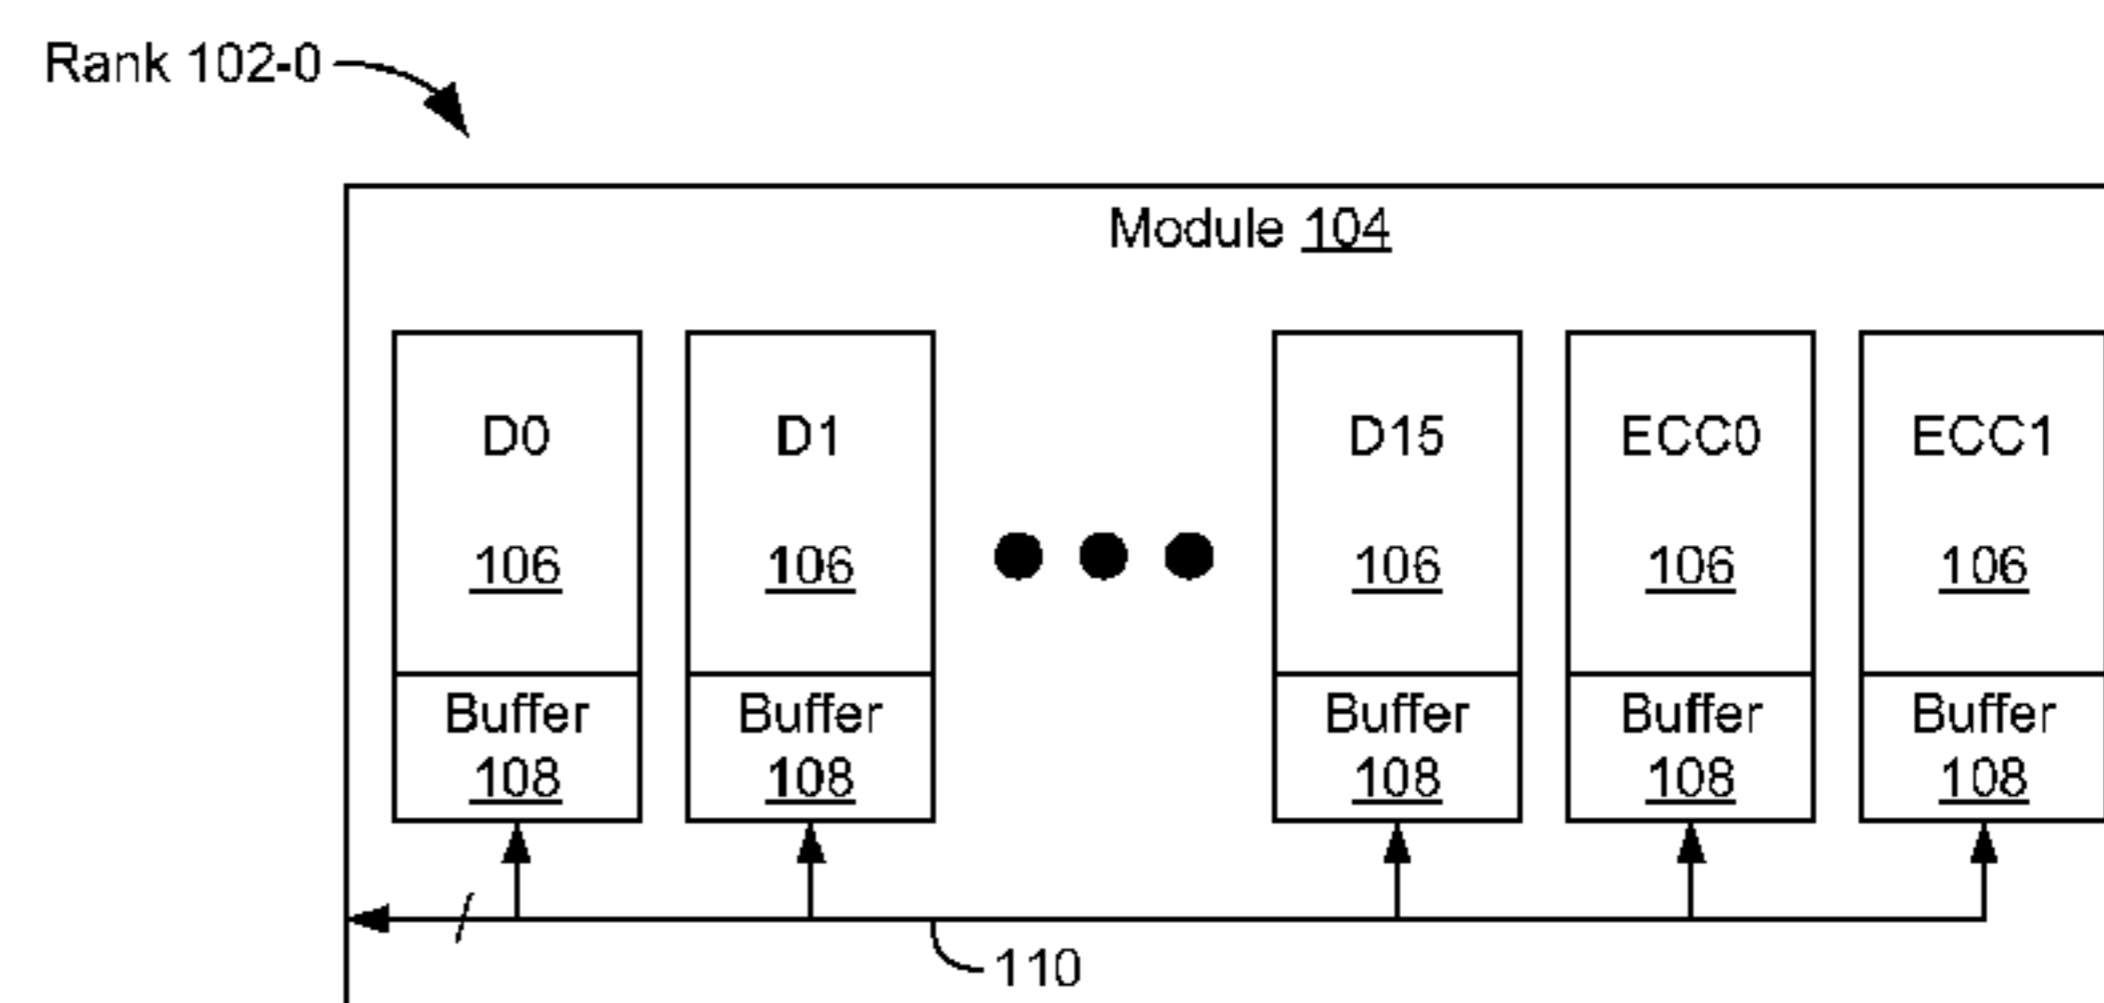 Rank 102-0
Module 104
D0
D1
D15
ECC0
ECC1
106
106
106
106
106
Buffer
Buffer
Buffer
Buffer
Buffer
108
108
108
108
108
110